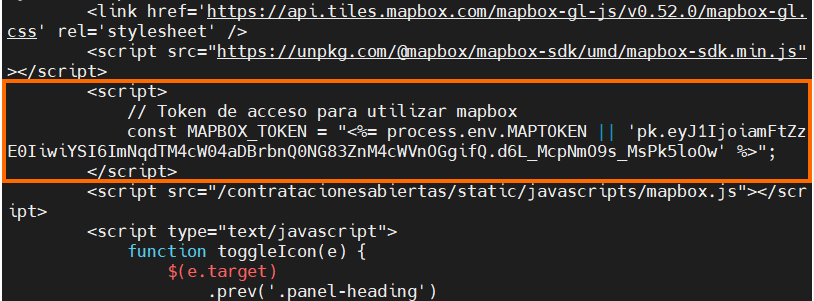 <link href='https://api.tiles.mapbox.com/mapbox-gl-js/v0.52.0/mapbox-gl.
css' rel='stylesheet' />
<script src="https://unpkg.com/@mapbox/mapbox-sdk/umd/mapbox-sdk.min.js"
></script>
<script>
// Token de acceso para utilizar mapbox
const MAPBOX_TOKEN = "<%= process.env.MAPTOKEN || 'pk.eyJ1IjoiamFtZz
E0IiwiYSI6ImNqdTM4cW04aDBrbnQ0NG83ZnM4cWVnOGgifQ.d6L_McpNmO9s_MsPk5loOw' %>";
</script>
<script src="/contratacionesabiertas/static/javascripts/mapbox.js"></scr
ipt>
<script type="text/javascript">
function toggleIcon(e) {
$(e.target)
.prev('.panel-heading')